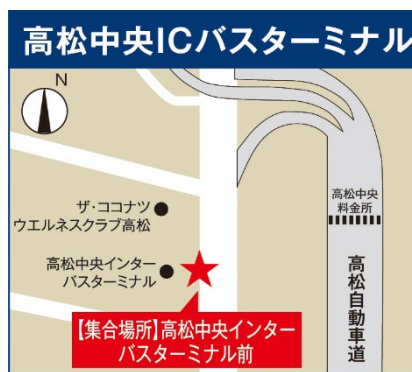 高松中央ICバスターミナル
N
ザ・ココナツ
ウエルネスクラブ高松
高松中央インター
バスターミナル
高松中央
料金所
高松自動車道
【集合場所】高松中央インター
バスターミナル前